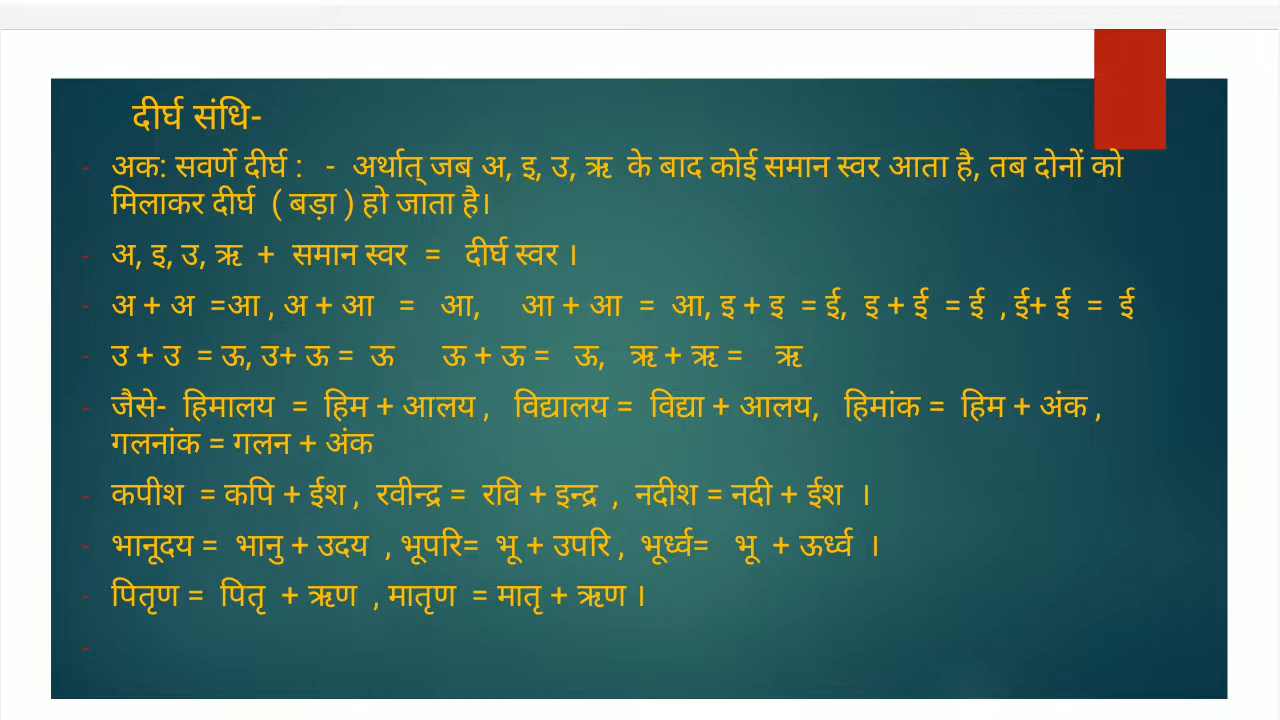 दीर्घ संधि-
- अक: सवर्णे दीर्घ : - अर्थात् जब अ, इ, उ, ऋ के बाद कोई समान स्वर आता है, तब दोनों को
मिलाकर दीर्घ ( बड़ा ) हो जाता है।
- अ, इ, उ, ऋ + समान स्वर = दीर्घ स्वर ।
- अ + अ =आ , अ + आ = आ, आ + आ = आ, इ + इ = ई, इ + ई = ई , ई+ ई = ई
- उ + उ = ऊ, उ+ ऊ = ऊ ऊ + ऊ = ऊ, ऋ + ऋ = ऋ
- जैसे- हिमालय = हिम + आलय , विद्यालय = विद्या + आलय, हिमांक = हिम + अंक ,
गलनांक = गलन + अंक
- कपीश = कपि + ईश , रवीन्द्र = रवि + इन्द्र , नदीश = नदी + ईश ।
- भानूदय = भानु + उदय , भूपरि= भू + उपरि , भूर्ध्व= भू + ऊर्ध्व ।
- पितृण = पितृ + ऋण , मातृण = मातृ + ऋण ।
-